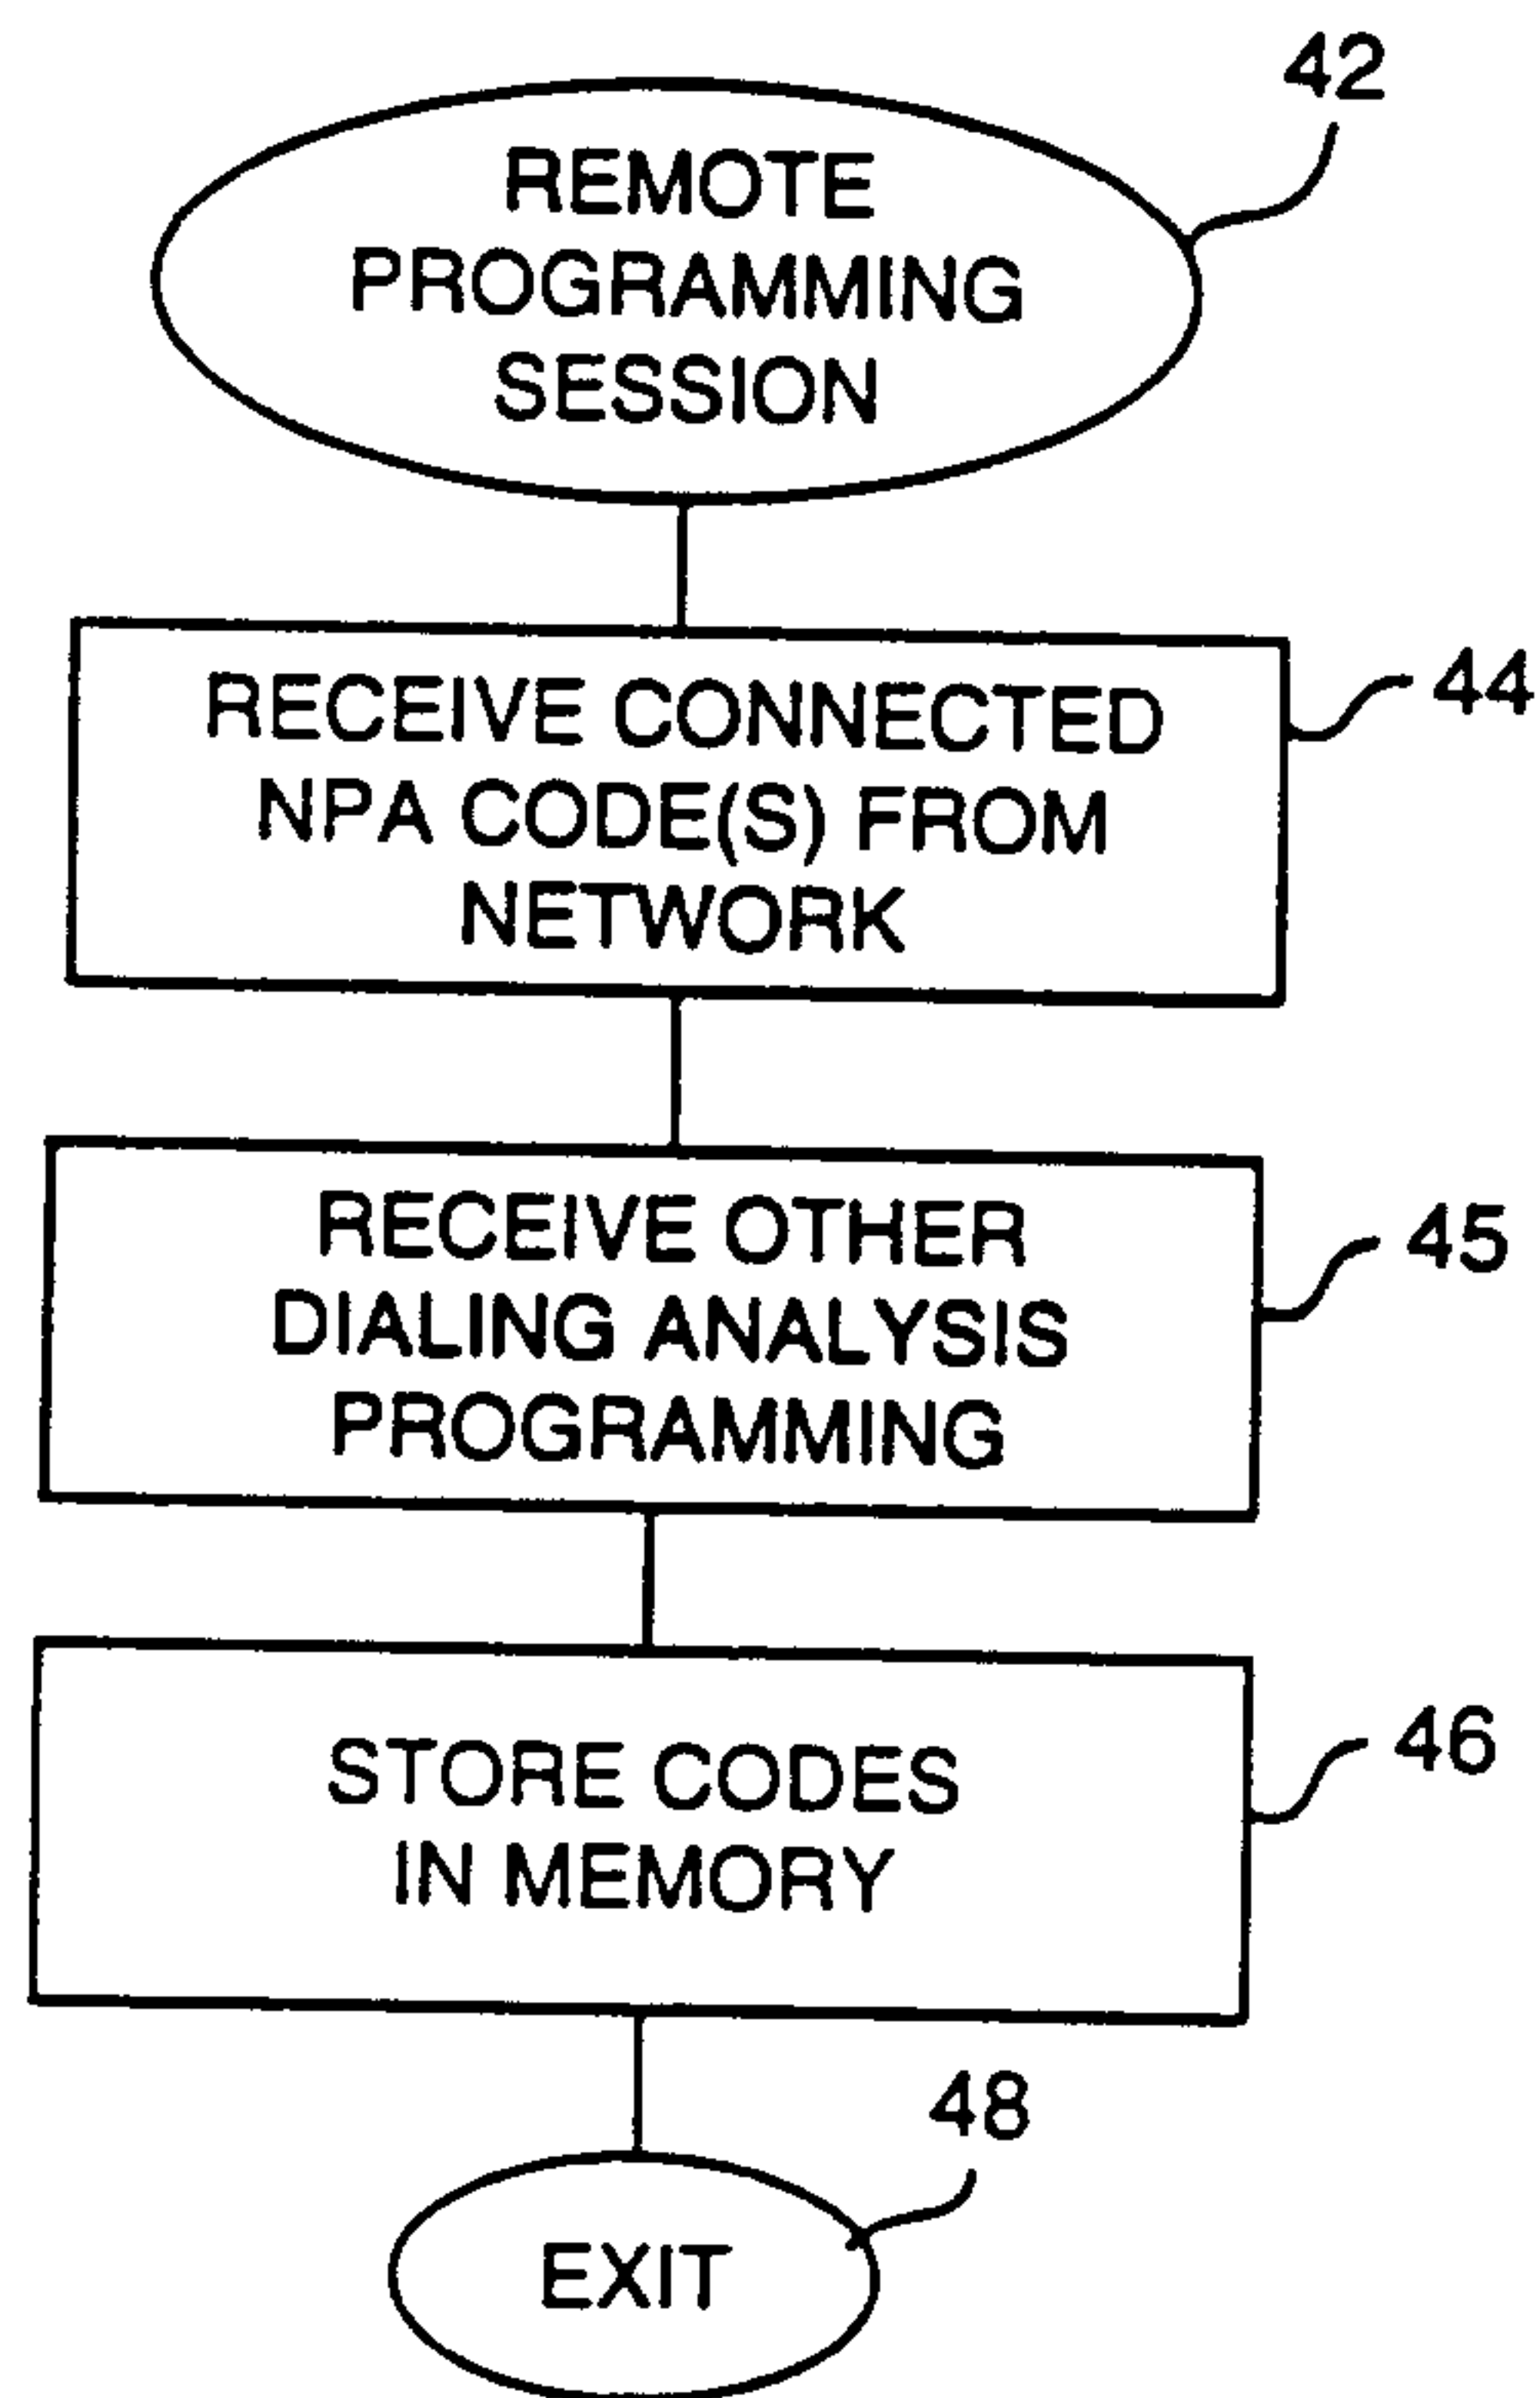 42
REMOTE
PROGRAMMING
SESSION
44
RECEIVE CONNECTED
NPA CODE(S) FROM
NETWORK
45
RECEIVE OTHER
DIALING ANALYSIS
PROGRAMMING
46
STORE CODES
IN MEMORY
48
EXIT